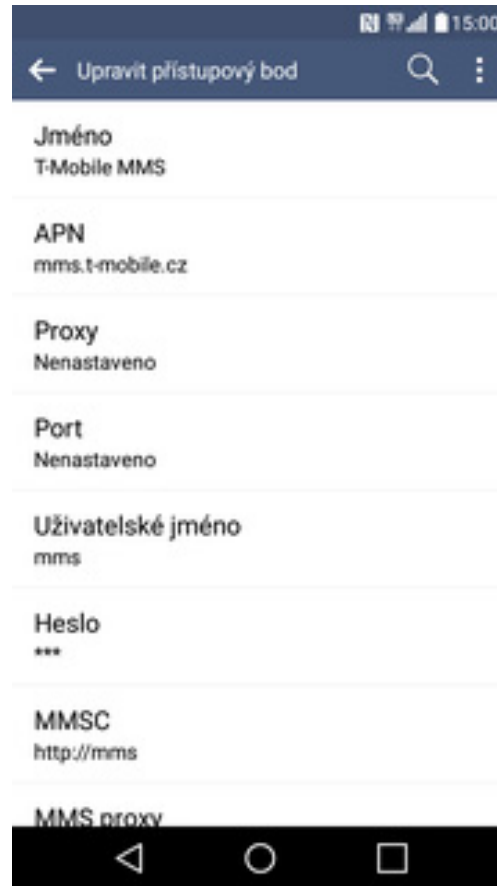 15:00
Upravit přístupový bod
Jméno
T-Mobile MMS
APN
mms.t-mobile.cz
Proxy
Nenastaveno
Port
Nenastaveno
Uživatelské jméno
mms
Heslo
***
MMSC
http://mms
MMS proxy